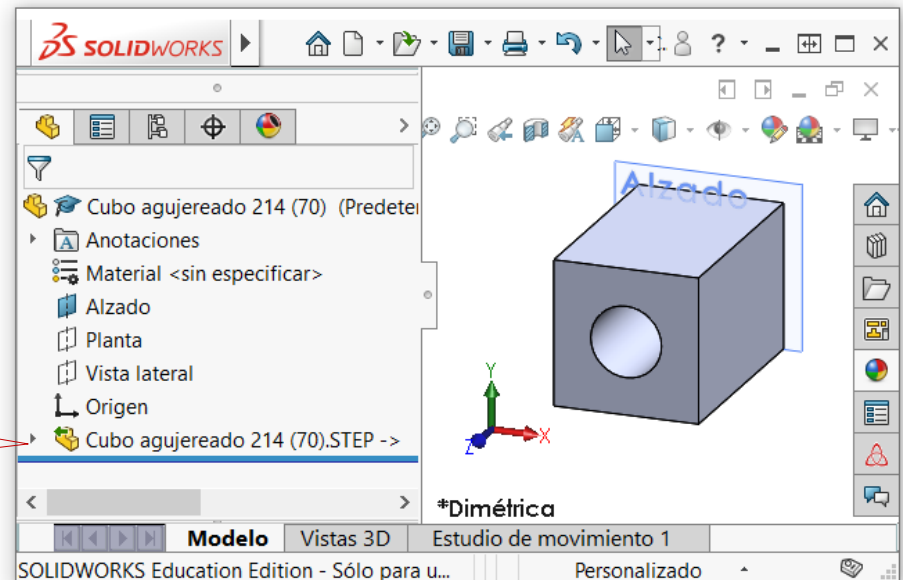 SOLIDWORKS
?
Cubo agujereado 214 (70) (Predeter
Anotaciones
Material <sin especificar>
Alzado
Planta
Vista lateral
Origen
Cubo agujereado 214 (70).STEP ->
Alzado
Y
X
Z
*Dimétrica
Modelo
Vistas 3D
Estudio de movimiento 1
SOLIDWORKS Education Edition - Sólo para u...
Personalizado